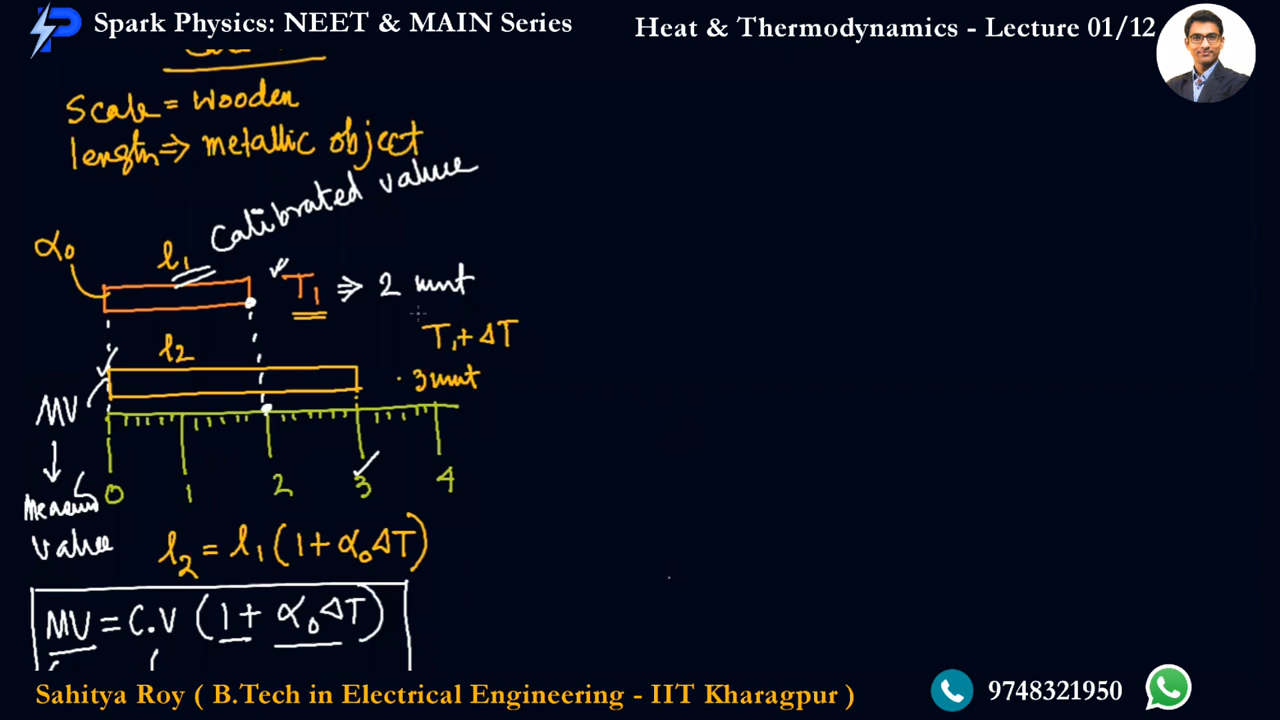 Spark Physics: NEET & MAIN Series
Heat & Thermodynamics - Lecture 01/12
Scale = Wooden
length ⇒ metallic object
Calibrated value
α₀
l₁
T₁ ⇒ 2 unit
T₁ + ΔT
l₂
3 unit
MV
0 1 2 3 4
value
l₂ = l₁ (1 + α₀ΔT)
MV = C.V (1 + α₀ΔT)
Sahitya Roy ( B.Tech in Electrical Engineering - IIT Kharagpur )
9748321950